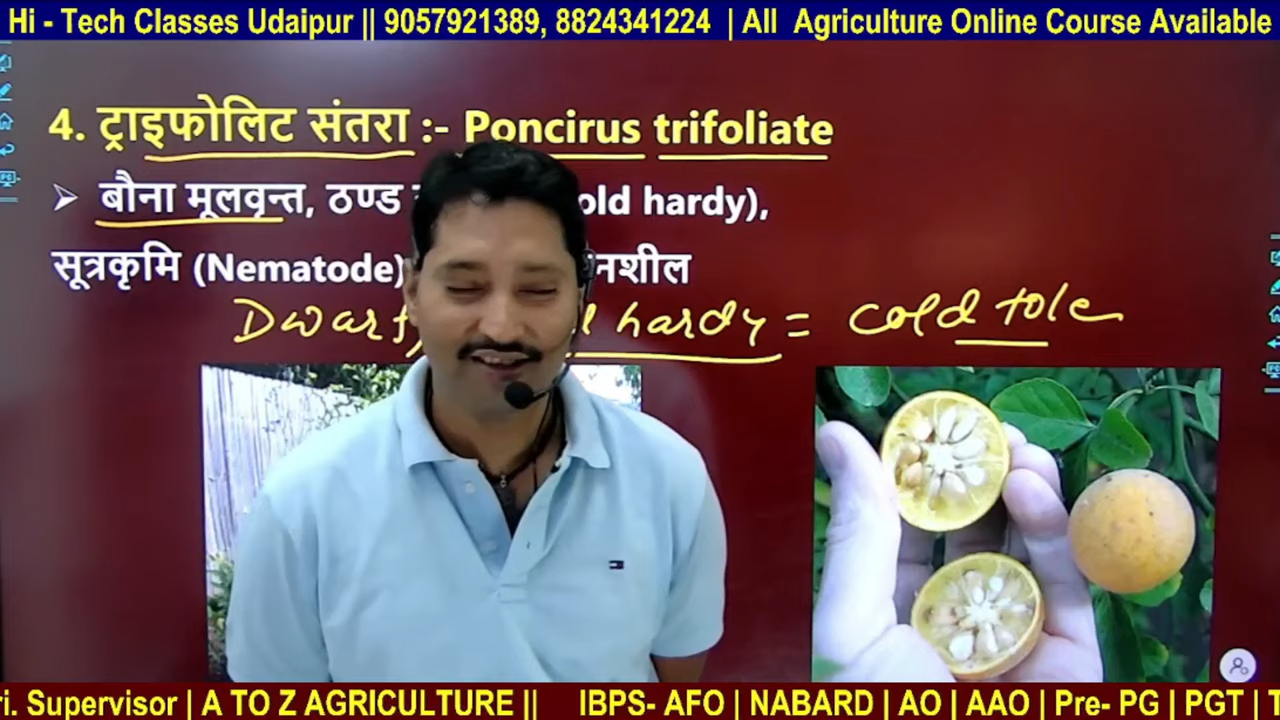 Hi - Tech Classes Udaipur || 9057921389, 8824341224 | All Agriculture Online Course Available
4. ट्राइफोलिट संतरा :- Poncirus trifoliate
➢ बौना मूलवृन्त, ठण्ड old hardy),
सूत्रकृमि (Nematode) नशील
Dwarf, hardy = cold tole
ri. Supervisor | A TO Z AGRICULTURE || IBPS- AFO | NABARD | AO | AAO | Pre- PG | PGT | T